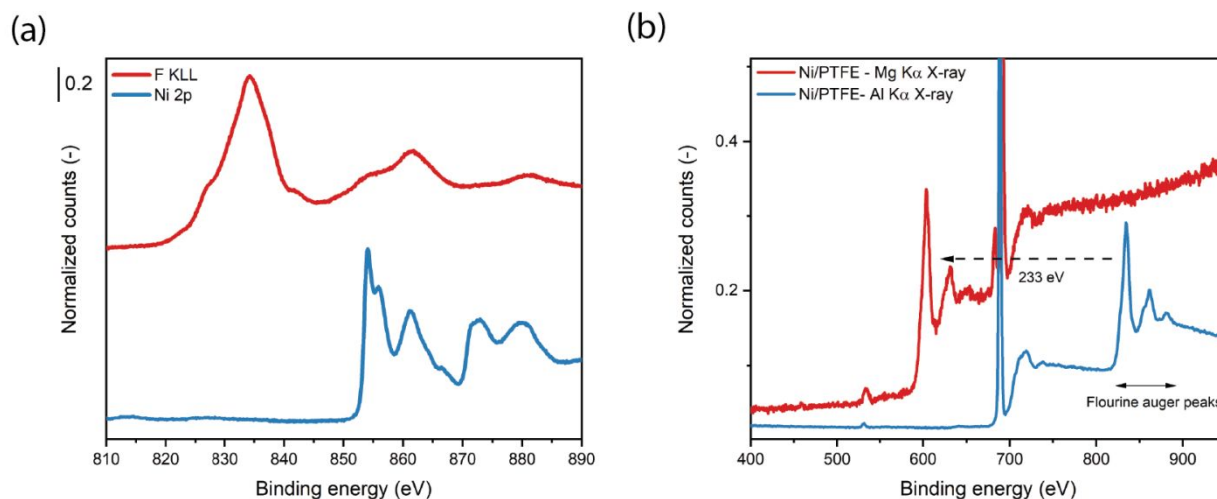 (a)
0.2
F KLL
Ni 2p
Normalized counts (-)
810 820 830 840 850 860 870 880 890
Binding energy (eV)
(b)
Ni/PTFE - Mg Kα X-ray
Ni/PTFE- Al Kα X-ray
0.4
0.2
Normalized counts (-)
233 eV
Flourine auger peaks
400 500 600 700 800 900
Binding energy (eV)